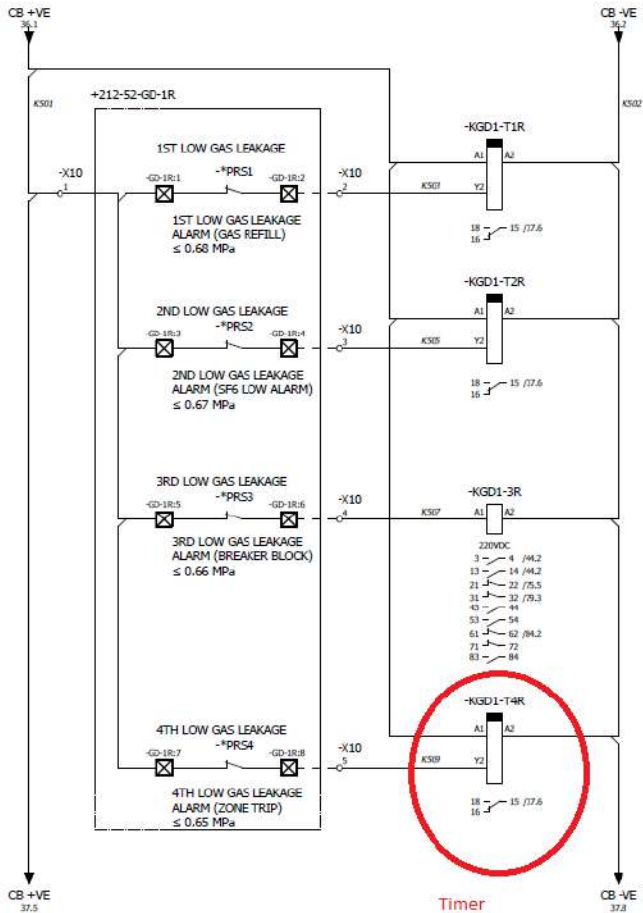 CB +VE
36.1
CB -VE
36.2
K501
K502
+212-52-GD-1R
-KGD1-T1R
1ST LOW GAS LEAKAGE
-*PRS1
-GD-1R:1
-GD-1R:2
-X10
1
-X10
2
K503
A1
A2
Y2
1ST LOW GAS LEAKAGE
ALARM (GAS REFILL)
≤ 0.68 MPa
18
16
15 /37.6
-KGD1-T2R
2ND LOW GAS LEAKAGE
-*PRS2
-GD-1R:3
-GD-1R:4
-X10
3
K505
A1
A2
Y2
2ND LOW GAS LEAKAGE
ALARM (SF6 LOW ALARM)
≤ 0.67 MPa
18
16
15 /37.6
3RD LOW GAS LEAKAGE
-*PRS3
-GD-1R:5
-GD-1R:6
-X10
4
K507
-KGD1-3R
A1
A2
3RD LOW GAS LEAKAGE
ALARM (BREAKER BLOCK)
≤ 0.66 MPa
220VDC
3 4 /44.2
13 14 /44.2
21 22 /75.5
31 32 /79.3
43 44
53 54
61 62 /84.2
71 72
83 84
-KGD1-T4R
4TH LOW GAS LEAKAGE
-*PRS4
-GD-1R:7
-GD-1R:8
-X10
5
K509
A1
A2
Y2
4TH LOW GAS LEAKAGE
ALARM (ZONE TRIP)
≤ 0.65 MPa
18
16
15 /37.6
CB +VE
37.5
Timer
CB -VE
37.8